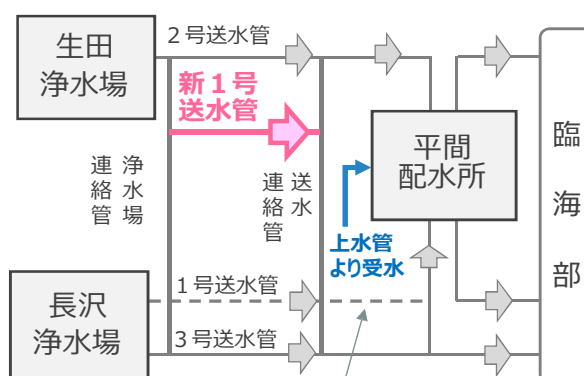 生田
浄水場
2号送水管
新1号
送水管
浄水場
連絡管
送水
連絡管
平間
配水所
上水管
より受水
臨海部
長沢
浄水場
1号送水管
3号送水管